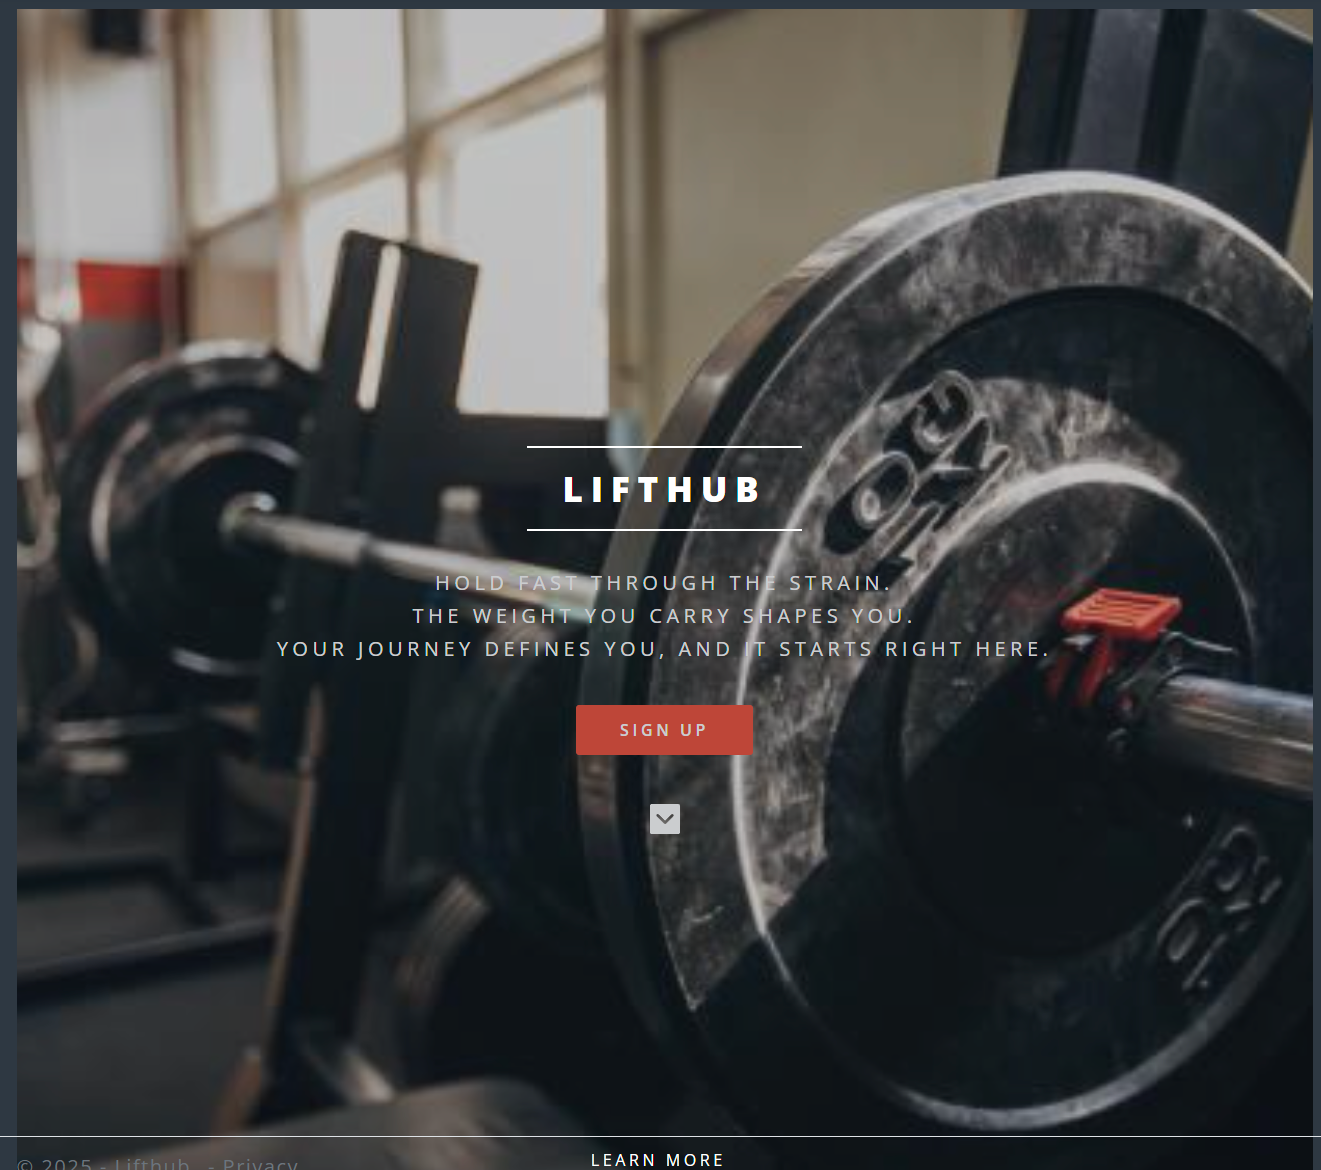 LIFTHUB
HOLD FAST THROUGH THE STRAIN.
THE WEIGHT YOU CARRY SHAPES YOU.
YOUR JOURNEY DEFINES YOU, AND IT STARTS RIGHT HERE.
SIGN UP
LEARN MORE
© 2025 - Lifthub - Privacy